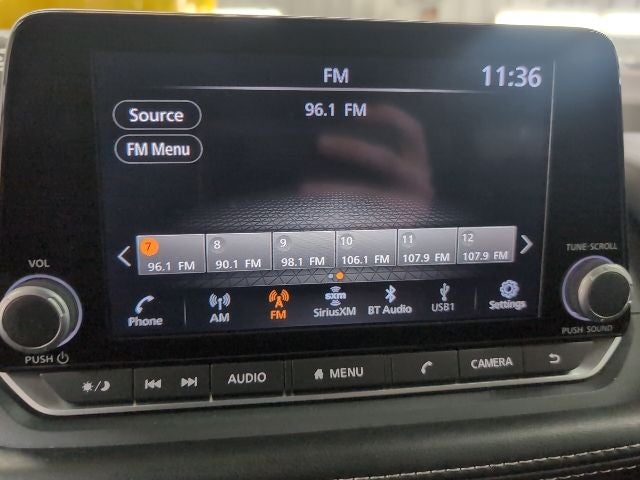 FM
11:36
Source
96.1 FM
FM Menu
7 8 9 10 11 12
96.1 FM 90.1 FM 98.1 FM 106.1 FM 107.9 FM 107.9 FM
VOL
TUNE·SCROLL
Phone AM FM SiriusXM BT Audio USB1 Settings
sxm
PUSH
PUSH SOUND
AUDIO MENU CAMERA